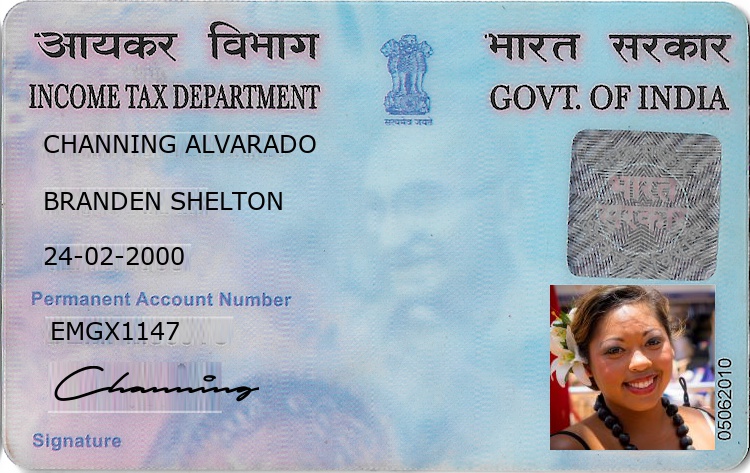 आयकर विभाग
भारत सरकार
INCOME TAX DEPARTMENT
GOVT. OF INDIA
सत्यमेव जयते
CHANNING ALVARADO
भारत
सरकार
BRANDEN SHELTON
24-02-2000
Permanent Account Number
EMGX1147
Channing
05062010
Signature